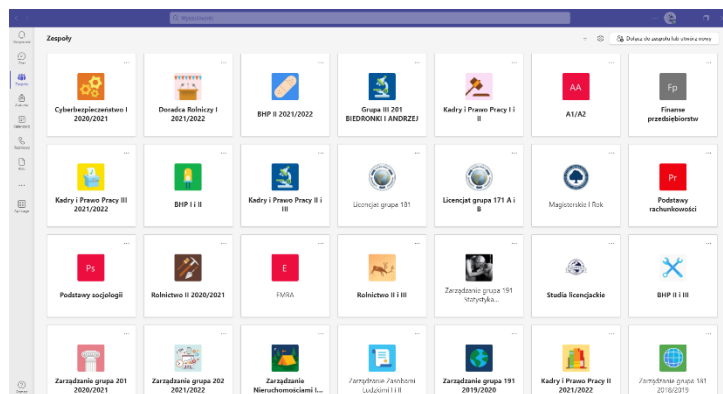 Wyszukiwanie
Zespoły
Dołącz do zespołu lub utwórz nowy
Czat
Zespoły
Cyberbezpieczeństwo I
2020/2021
Doradca Rolniczy I
2021/2022
BHP II 2021/2022
Grupa III 201
BIEDRONKI I ANDRZEJ
Kadry i Prawo Pracy I i
II
AA
A1/A2
Fp
Finanse
przedsiębiorstw
Kadry i Prawo Pracy III
2021/2022
BHP I i II
Kadry i Prawo Pracy II i
III
Licencjat grupa 181
Licencjat grupa 171 A i
B
Magisterskie I Rok
Pr
Podstawy
rachunkowości
Ps
Podstawy socjologii
Rolnictwo II 2020/2021
E
EMRA
Rolnictwo II i III
Zarządzanie grupa 191
Statystyka...
Studia licencjackie
BHP II i III
Zarządzanie grupa 201
2020/2021
Zarządzanie grupa 202
2021/2022
Zarządzanie
Nieruchomościami I...
Zarządzanie Zasobami
Ludzkimi I i II
Zarządzanie grupa 191
2019/2020
Kadry i Prawo Pracy II
2021/2022
Zarządzanie grupa 181
2018/2019